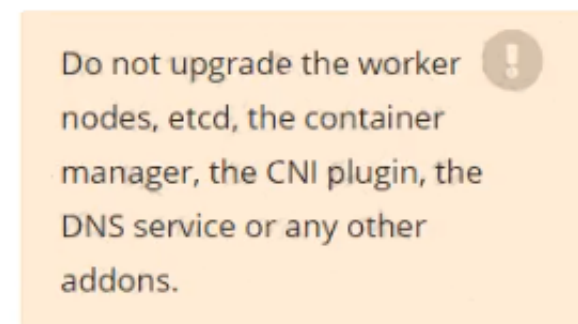 Do not upgrade the worker
nodes, etcd, the container
manager, the CNI plugin, the
DNS service or any other
addons.